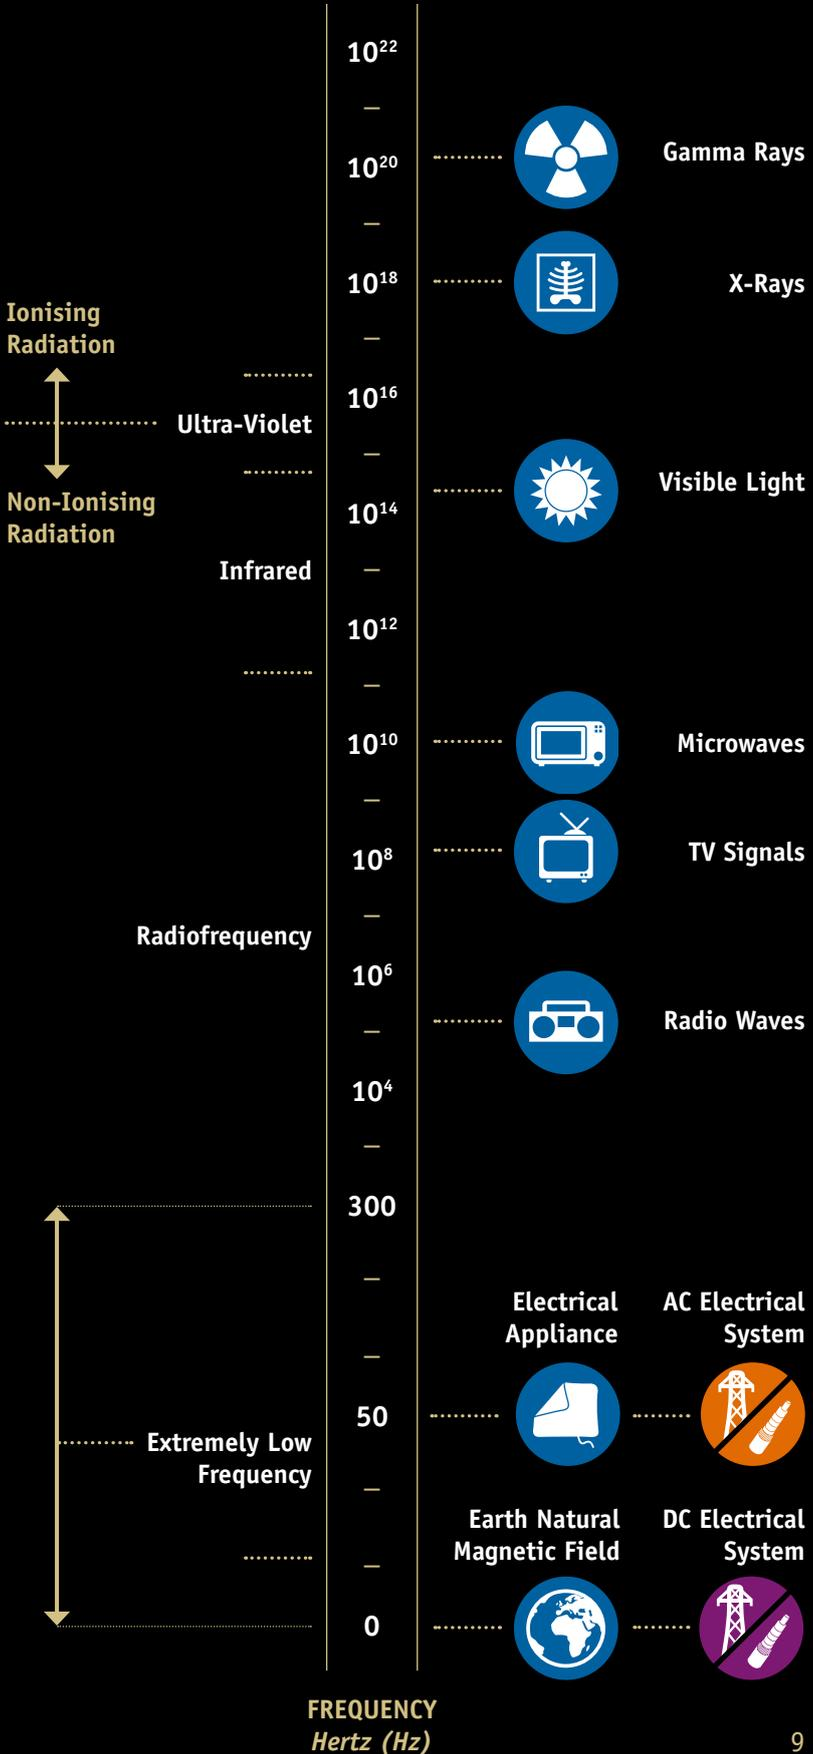 10²²
10²⁰
Gamma Rays
10¹⁸
X-Rays
Ionising
Radiation
10¹⁶
Ultra-Violet
Non-Ionising
Radiation
10¹⁴
Visible Light
Infrared
10¹²
10¹⁰
Microwaves
10⁸
TV Signals
Radiofrequency
10⁶
Radio Waves
10⁴
300
Electrical
Appliance
AC Electrical
System
50
Extremely Low
Frequency
Earth Natural
Magnetic Field
DC Electrical
System
0
FREQUENCY
Hertz (Hz)
9